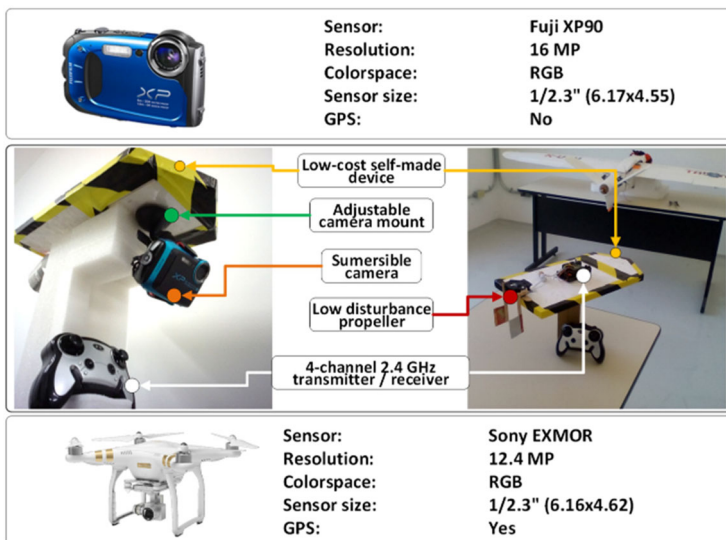 Sensor: Fuji XP90
Resolution: 16 MP
Colorspace: RGB
Sensor size: 1/2.3" (6.17x4.55)
GPS: No
XP
Low-cost self-made
device
Adjustable
camera mount
Sumersible
camera
Low disturbance
propeller
4-channel 2.4 GHz
transmitter / receiver
XP
Sensor: Sony EXMOR
Resolution: 12.4 MP
Colorspace: RGB
Sensor size: 1/2.3" (6.16x4.62)
GPS: Yes